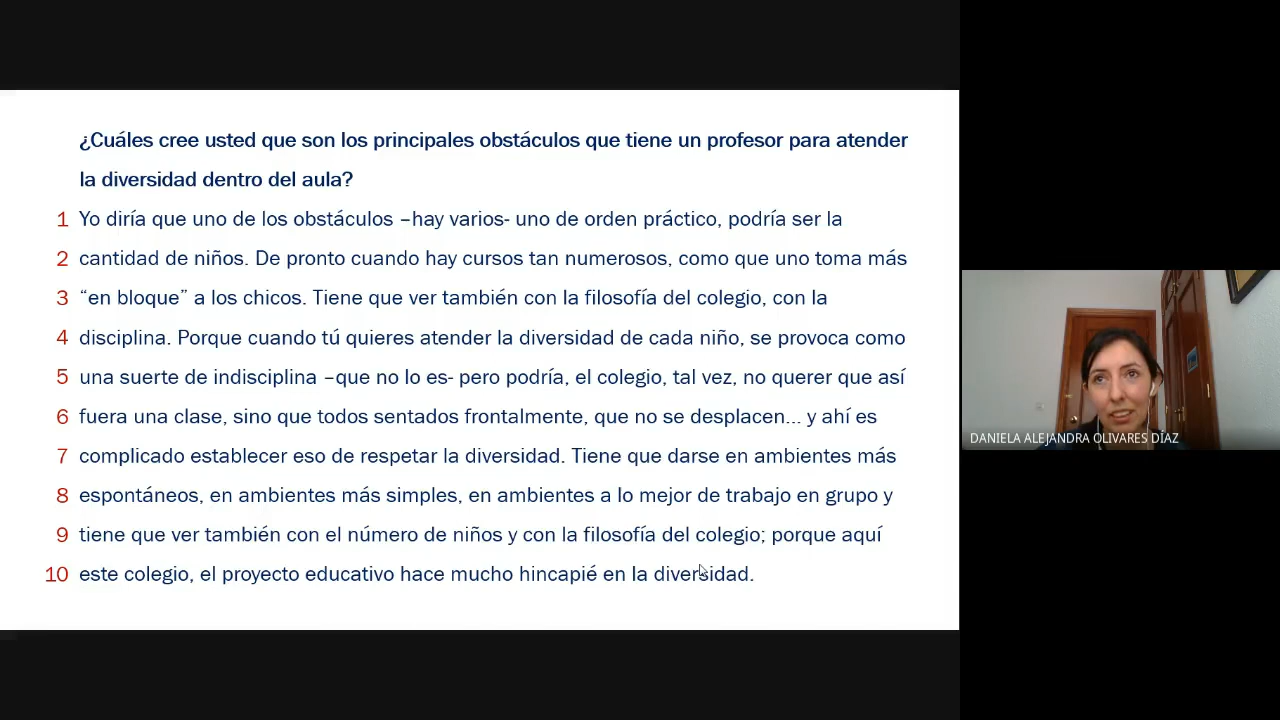 ¿Cuáles cree usted que son los principales obstáculos que tiene un profesor para atender
la diversidad dentro del aula?
1 Yo diría que uno de los obstáculos –hay varios- uno de orden práctico, podría ser la
2 cantidad de niños. De pronto cuando hay cursos tan numerosos, como que uno toma más
3 “en bloque” a los chicos. Tiene que ver también con la filosofía del colegio, con la
4 disciplina. Porque cuando tú quieres atender la diversidad de cada niño, se provoca como
5 una suerte de indisciplina –que no lo es- pero podría, el colegio, tal vez, no querer que así
6 fuera una clase, sino que todos sentados frontalmente, que no se desplacen... y ahí es
7 complicado establecer eso de respetar la diversidad. Tiene que darse en ambientes más
8 espontáneos, en ambientes más simples, en ambientes a lo mejor de trabajo en grupo y
9 tiene que ver también con el número de niños y con la filosofía del colegio; porque aquí
10 este colegio, el proyecto educativo hace mucho hincapié en la diversidad.
DANIELA ALEJANDRA OLIVARES DÍAZ